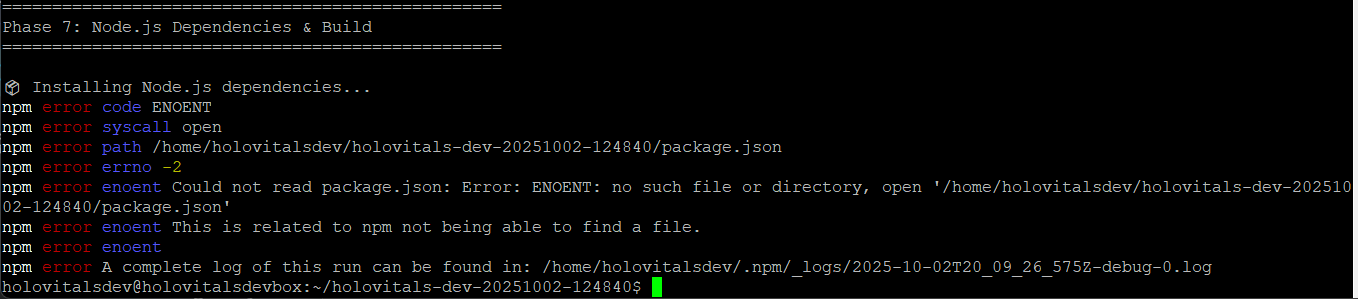 ==================================================
Phase 7: Node.js Dependencies & Build
==================================================
📦 Installing Node.js dependencies...
npm error code ENOENT
npm error syscall open
npm error path /home/holovitalsdev/holovitals-dev-20251002-124840/package.json
npm error errno -2
npm error enoent Could not read package.json: Error: ENOENT: no such file or directory, open '/home/holovitalsdev/holovitals-dev-202510
02-124840/package.json'
npm error enoent This is related to npm not being able to find a file.
npm error enoent
npm error A complete log of this run can be found in: /home/holovitalsdev/.npm/_logs/2025-10-02T20_09_26_575Z-debug-0.log
holovitalsdev@holovitalsdevbox:~/holovitals-dev-20251002-124840$